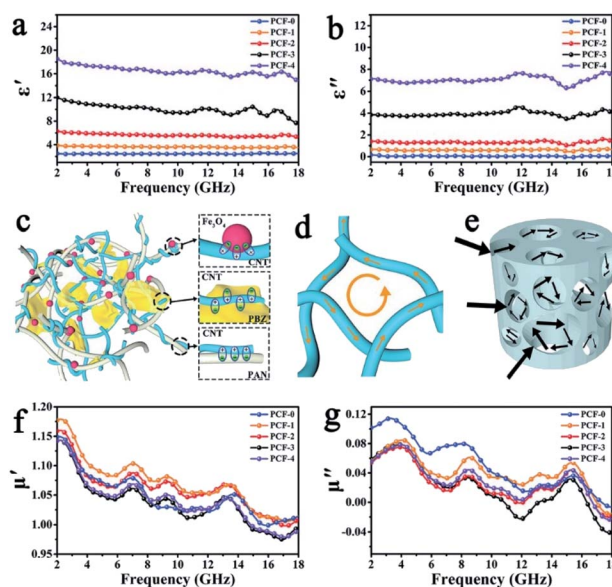 a
ε′
28
24
20
16
12
8
4
0
PCF-0
PCF-1
PCF-2
PCF-3
PCF-4
2 4 6 8 10 12 14 16 18
Frequency (GHz)
b
ε″
12
10
8
6
4
2
0
PCF-0
PCF-1
PCF-2
PCF-3
PCF-4
2 4 6 8 10 12 14 16 18
Frequency (GHz)
c
Fe₃O₄
CNT
CNT
PBZ
CNT
PAN
d
e
f
μ′
1.20
1.15
1.10
1.05
1.00
0.95
PCF-0
PCF-1
PCF-2
PCF-3
PCF-4
2 4 6 8 10 12 14 16 18
Frequency (GHz)
g
μ″
0.12
0.08
0.04
0.00
-0.04
PCF-0
PCF-1
PCF-2
PCF-3
PCF-4
2 4 6 8 10 12 14 16 18
Frequency (GHz)